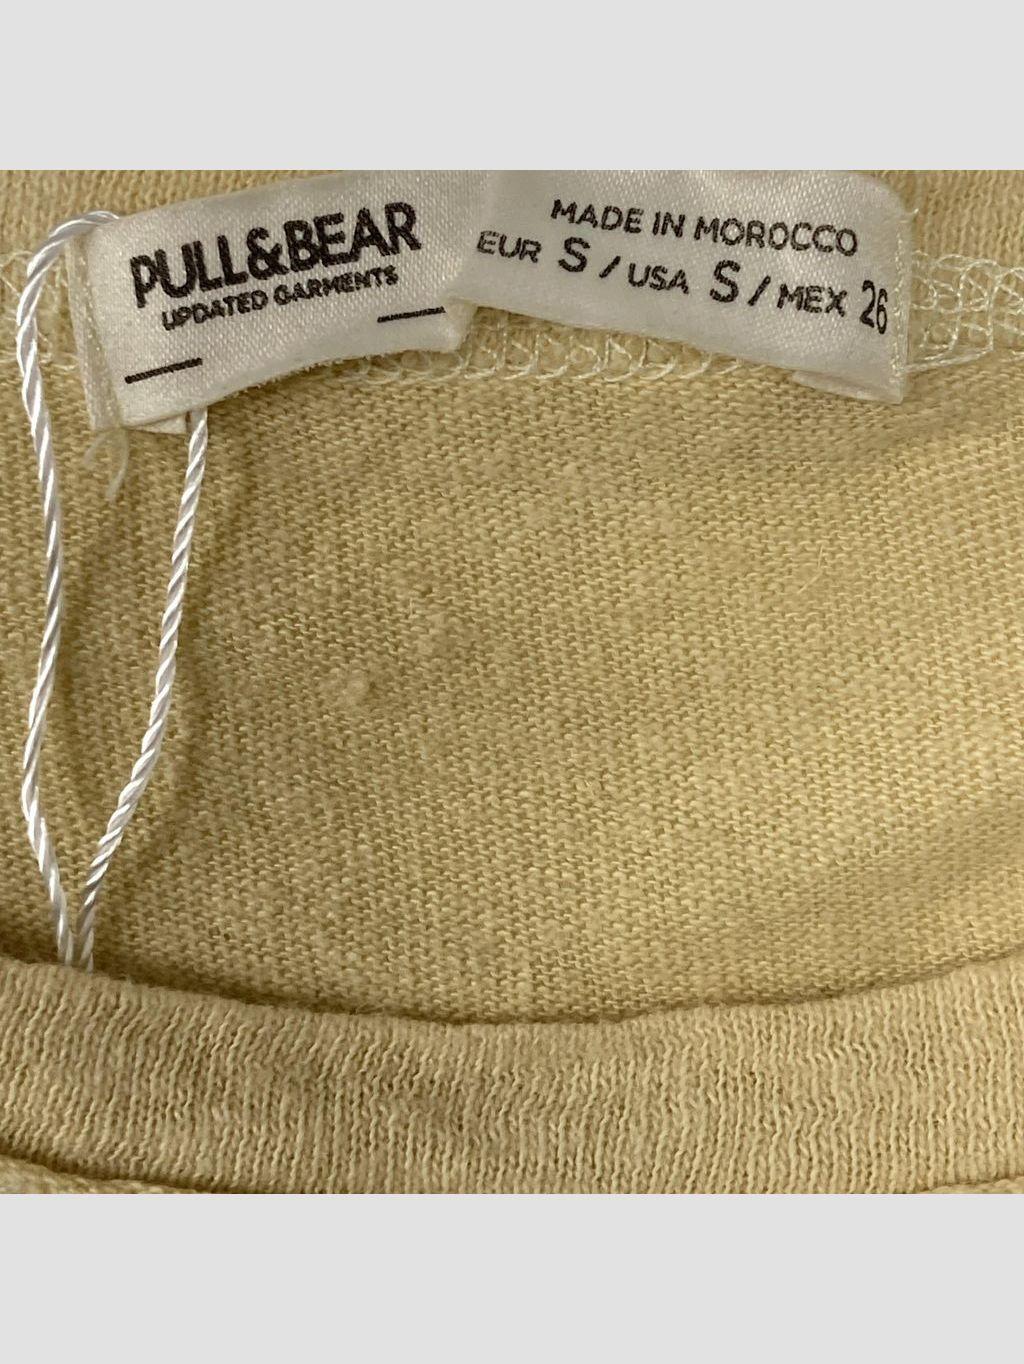 PULL&BEAR
UPDATED GARMENTS
MADE IN MOROCCO
EUR S / USA S / MEX 26